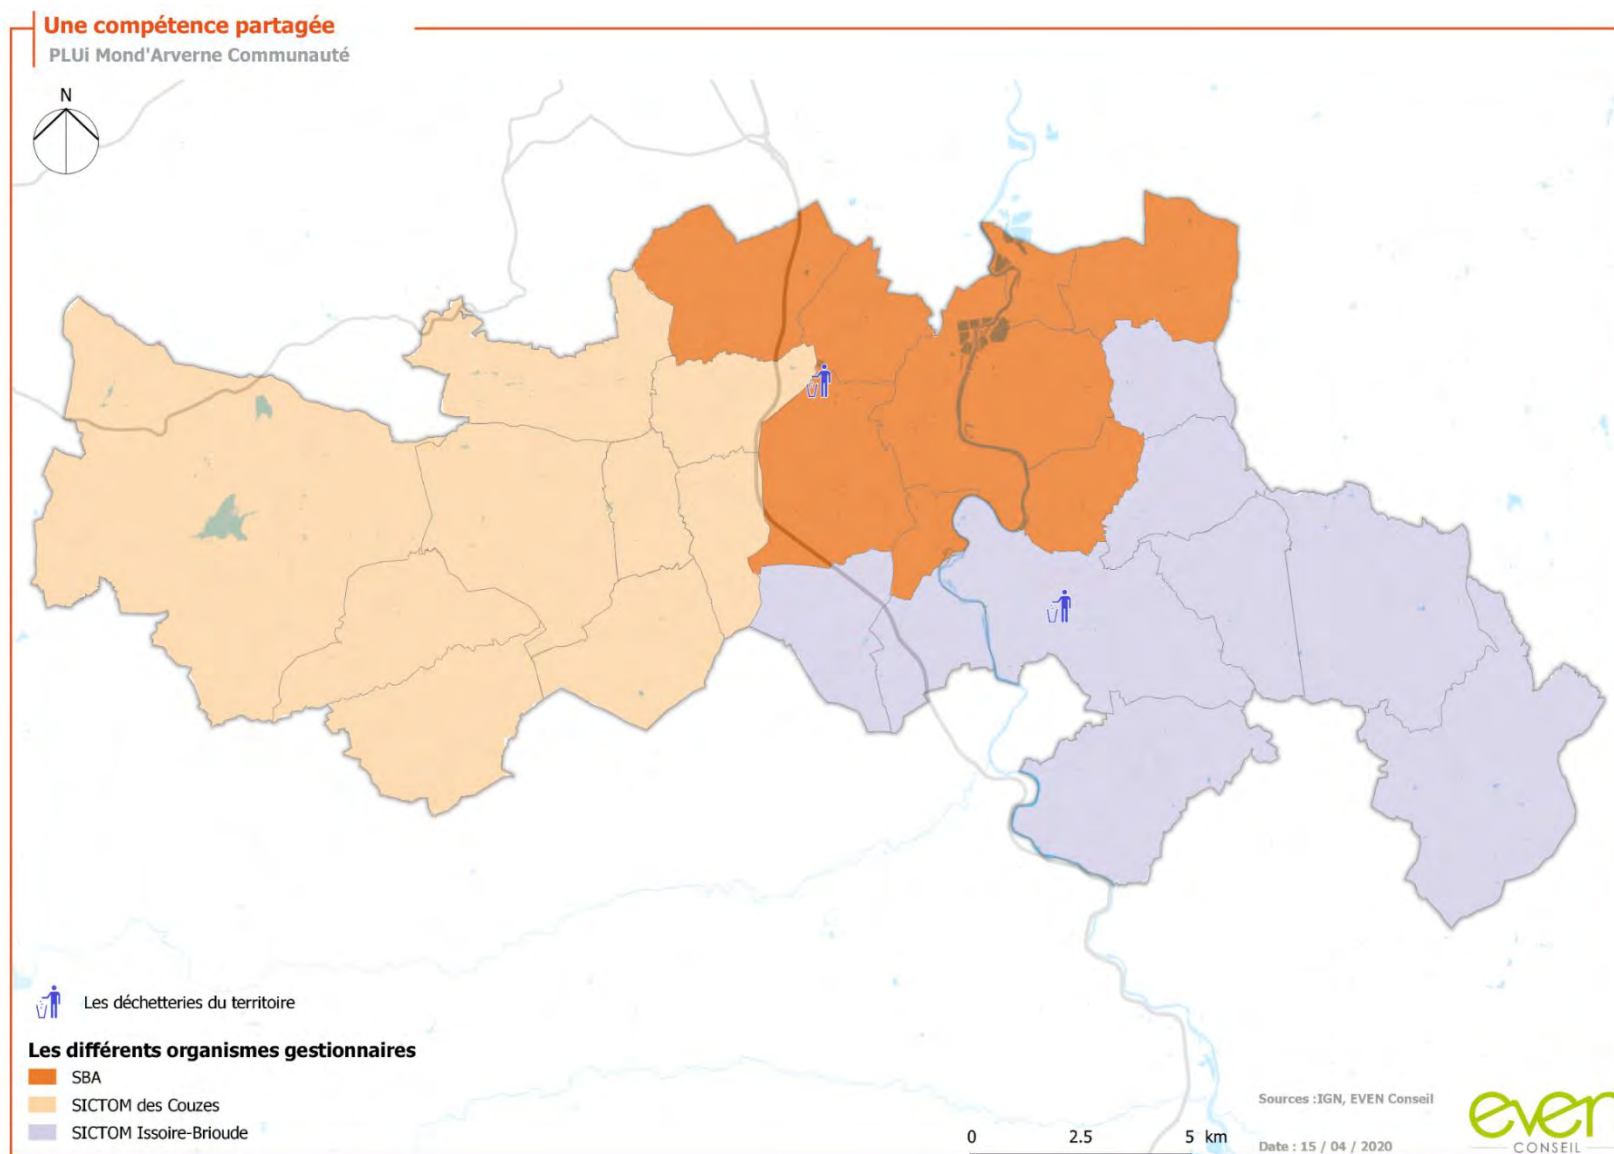 Une compétence partagée
PLUi Mond'Arverne Communauté
N
Les déchetteries du territoire
Les différents organismes gestionnaires
SBA
SICTOM des Couzes
SICTOM Issoire-Brioude
0 2.5 5 km
Sources :IGN, EVEN Conseil
Date : 15 / 04 / 2020
even
CONSEIL